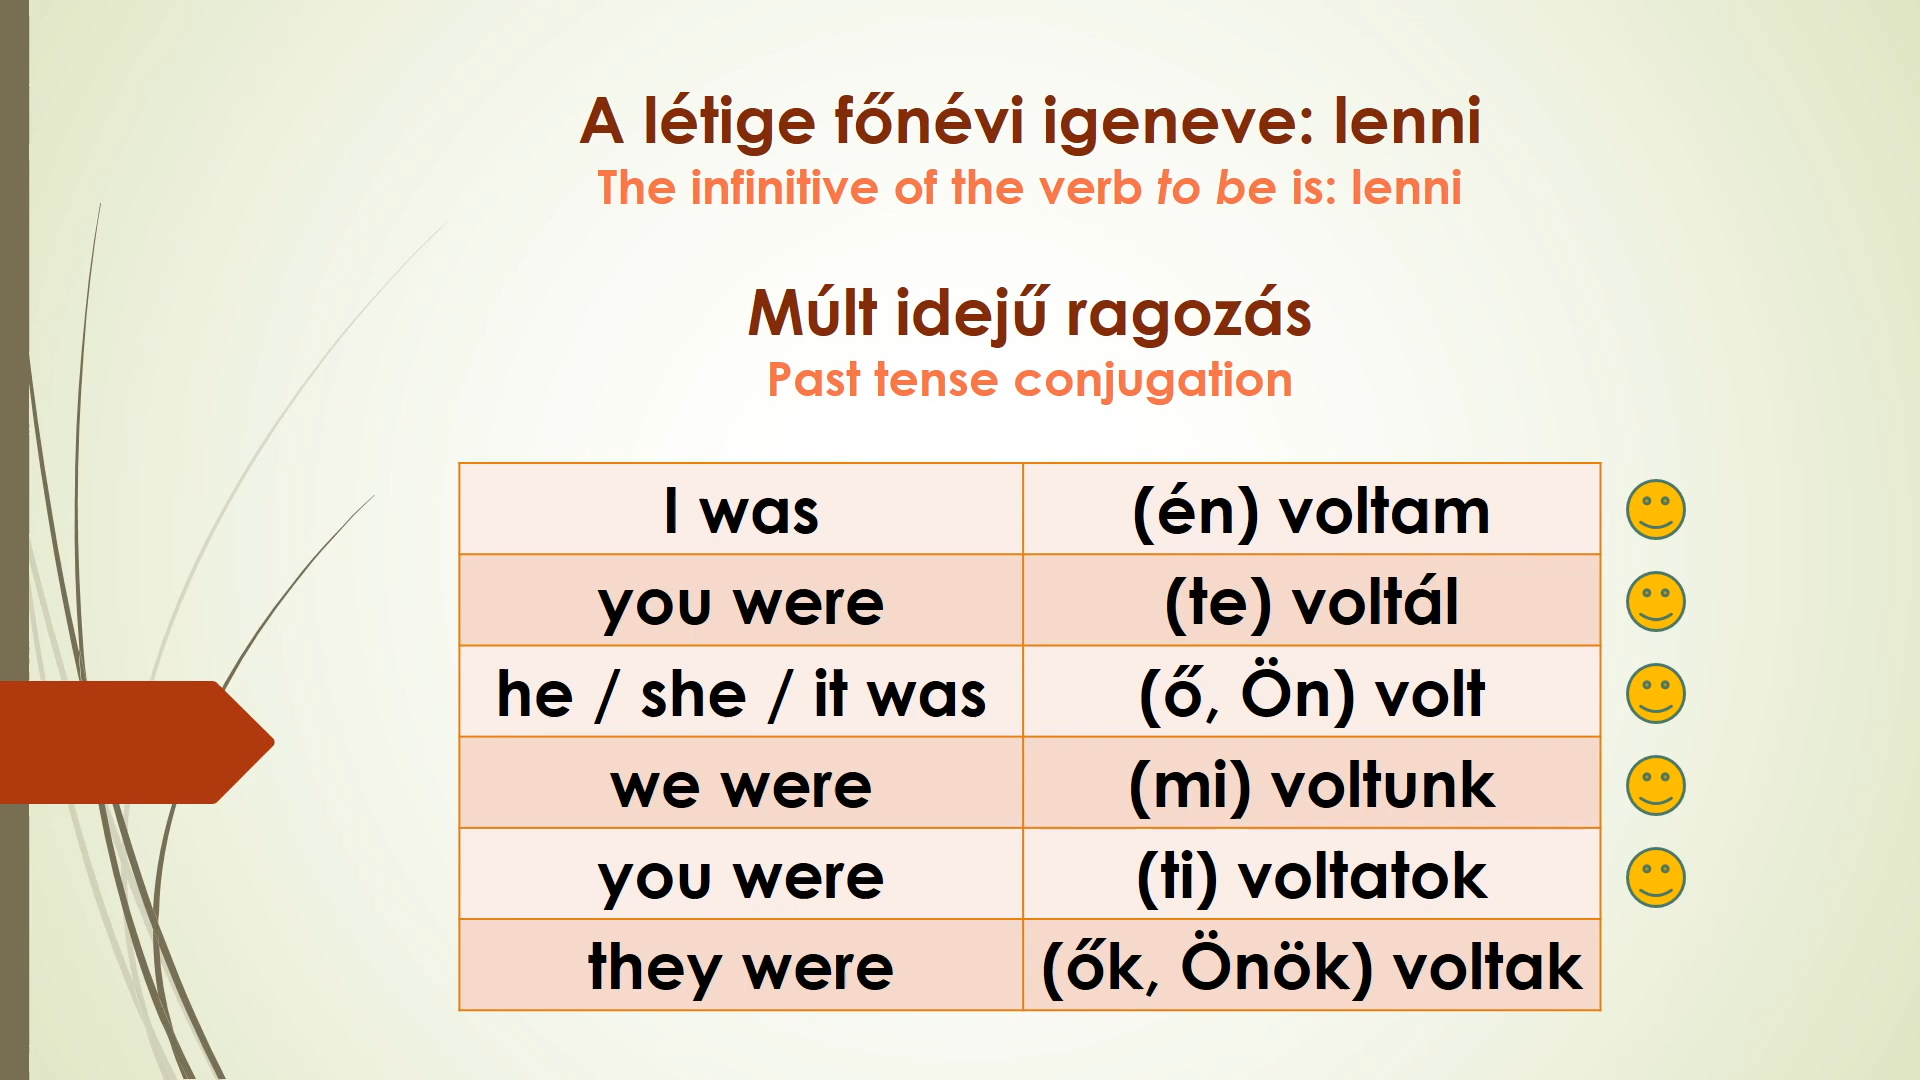 A létige főnévi igeneve: lenni
The infinitive of the verb to be is: lenni
Múlt idejű ragozás
Past tense conjugation
I was (én) voltam
you were (te) voltál
he / she / it was (ő, Ön) volt
we were (mi) voltunk
you were (ti) voltatok
they were (ők, Önök) voltak